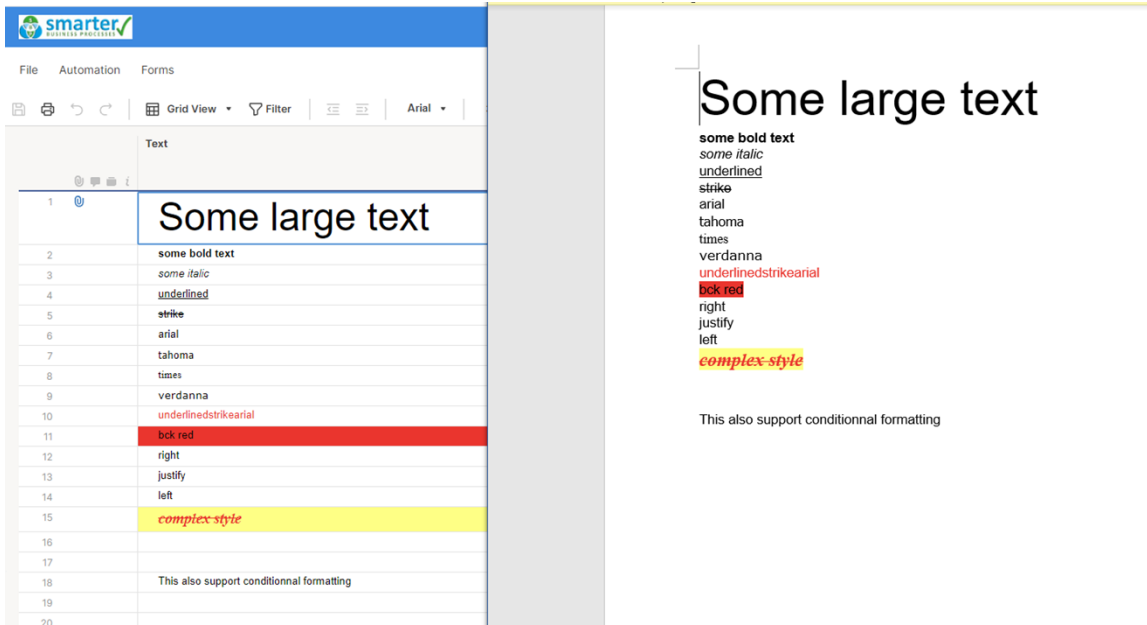 smarter
BUSINESS PROCESSES
File Automation Forms
Grid View Filter Arial
Text
1 Some large text
2 some bold text
3 some italic
4 underlined
5 strike
6 arial
7 tahoma
8 times
9 verdanna
10 underlinedstrikearial
11 bck red
12 right
13 justify
14 left
15 complex style
16
17
18 This also support conditionnal formatting
19
20
Some large text
some bold text
some italic
underlined
strike
arial
tahoma
times
verdanna
underlinedstrikearial
bck red
right
justify
left
complex style
This also support conditionnal formatting